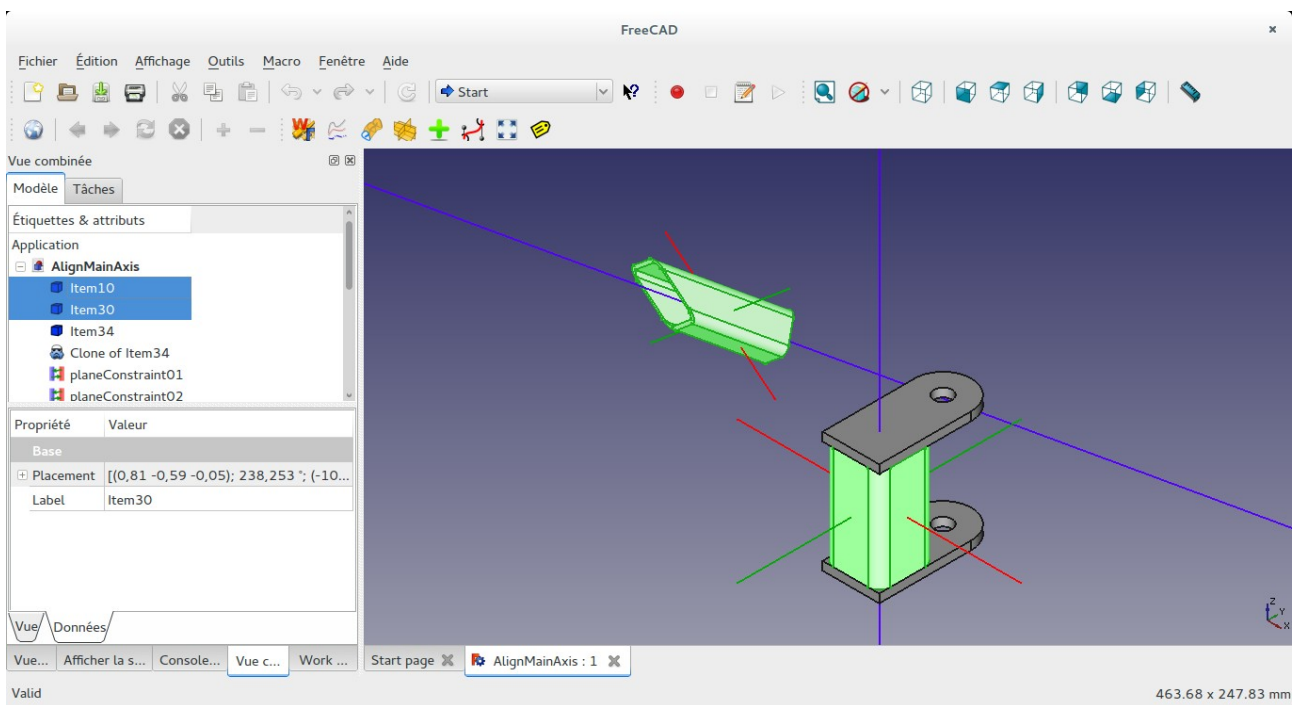 FreeCAD
Fichier Édition Affichage Outils Macro Fenêtre Aide
Start
Vue combinée
Modèle Tâches
Étiquettes & attributs
Application
AlignMainAxis
Item10
Item30
Item34
Clone of Item34
planeConstraint01
planeConstraint02
Propriété Valeur
Base
Placement [(0,81 -0,59 -0,05); 238,253 °; (-10...
Label Item30
Z
Y
X
Vue Données
Vue... Afficher la s... Console... Vue c... Work ... Start page AlignMainAxis : 1
Valid 463.68 x 247.83 mm